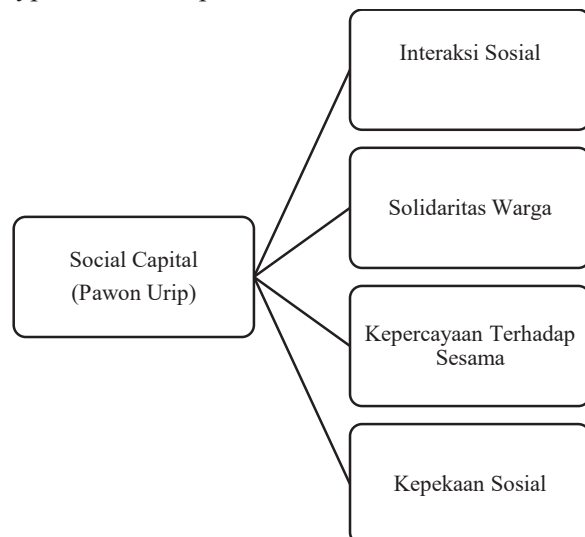 Interaksi Sosial
Solidaritas Warga
Social Capital
(Pawon Urip)
Kepercayaan Terhadap
Sesama
Kepekaan Sosial